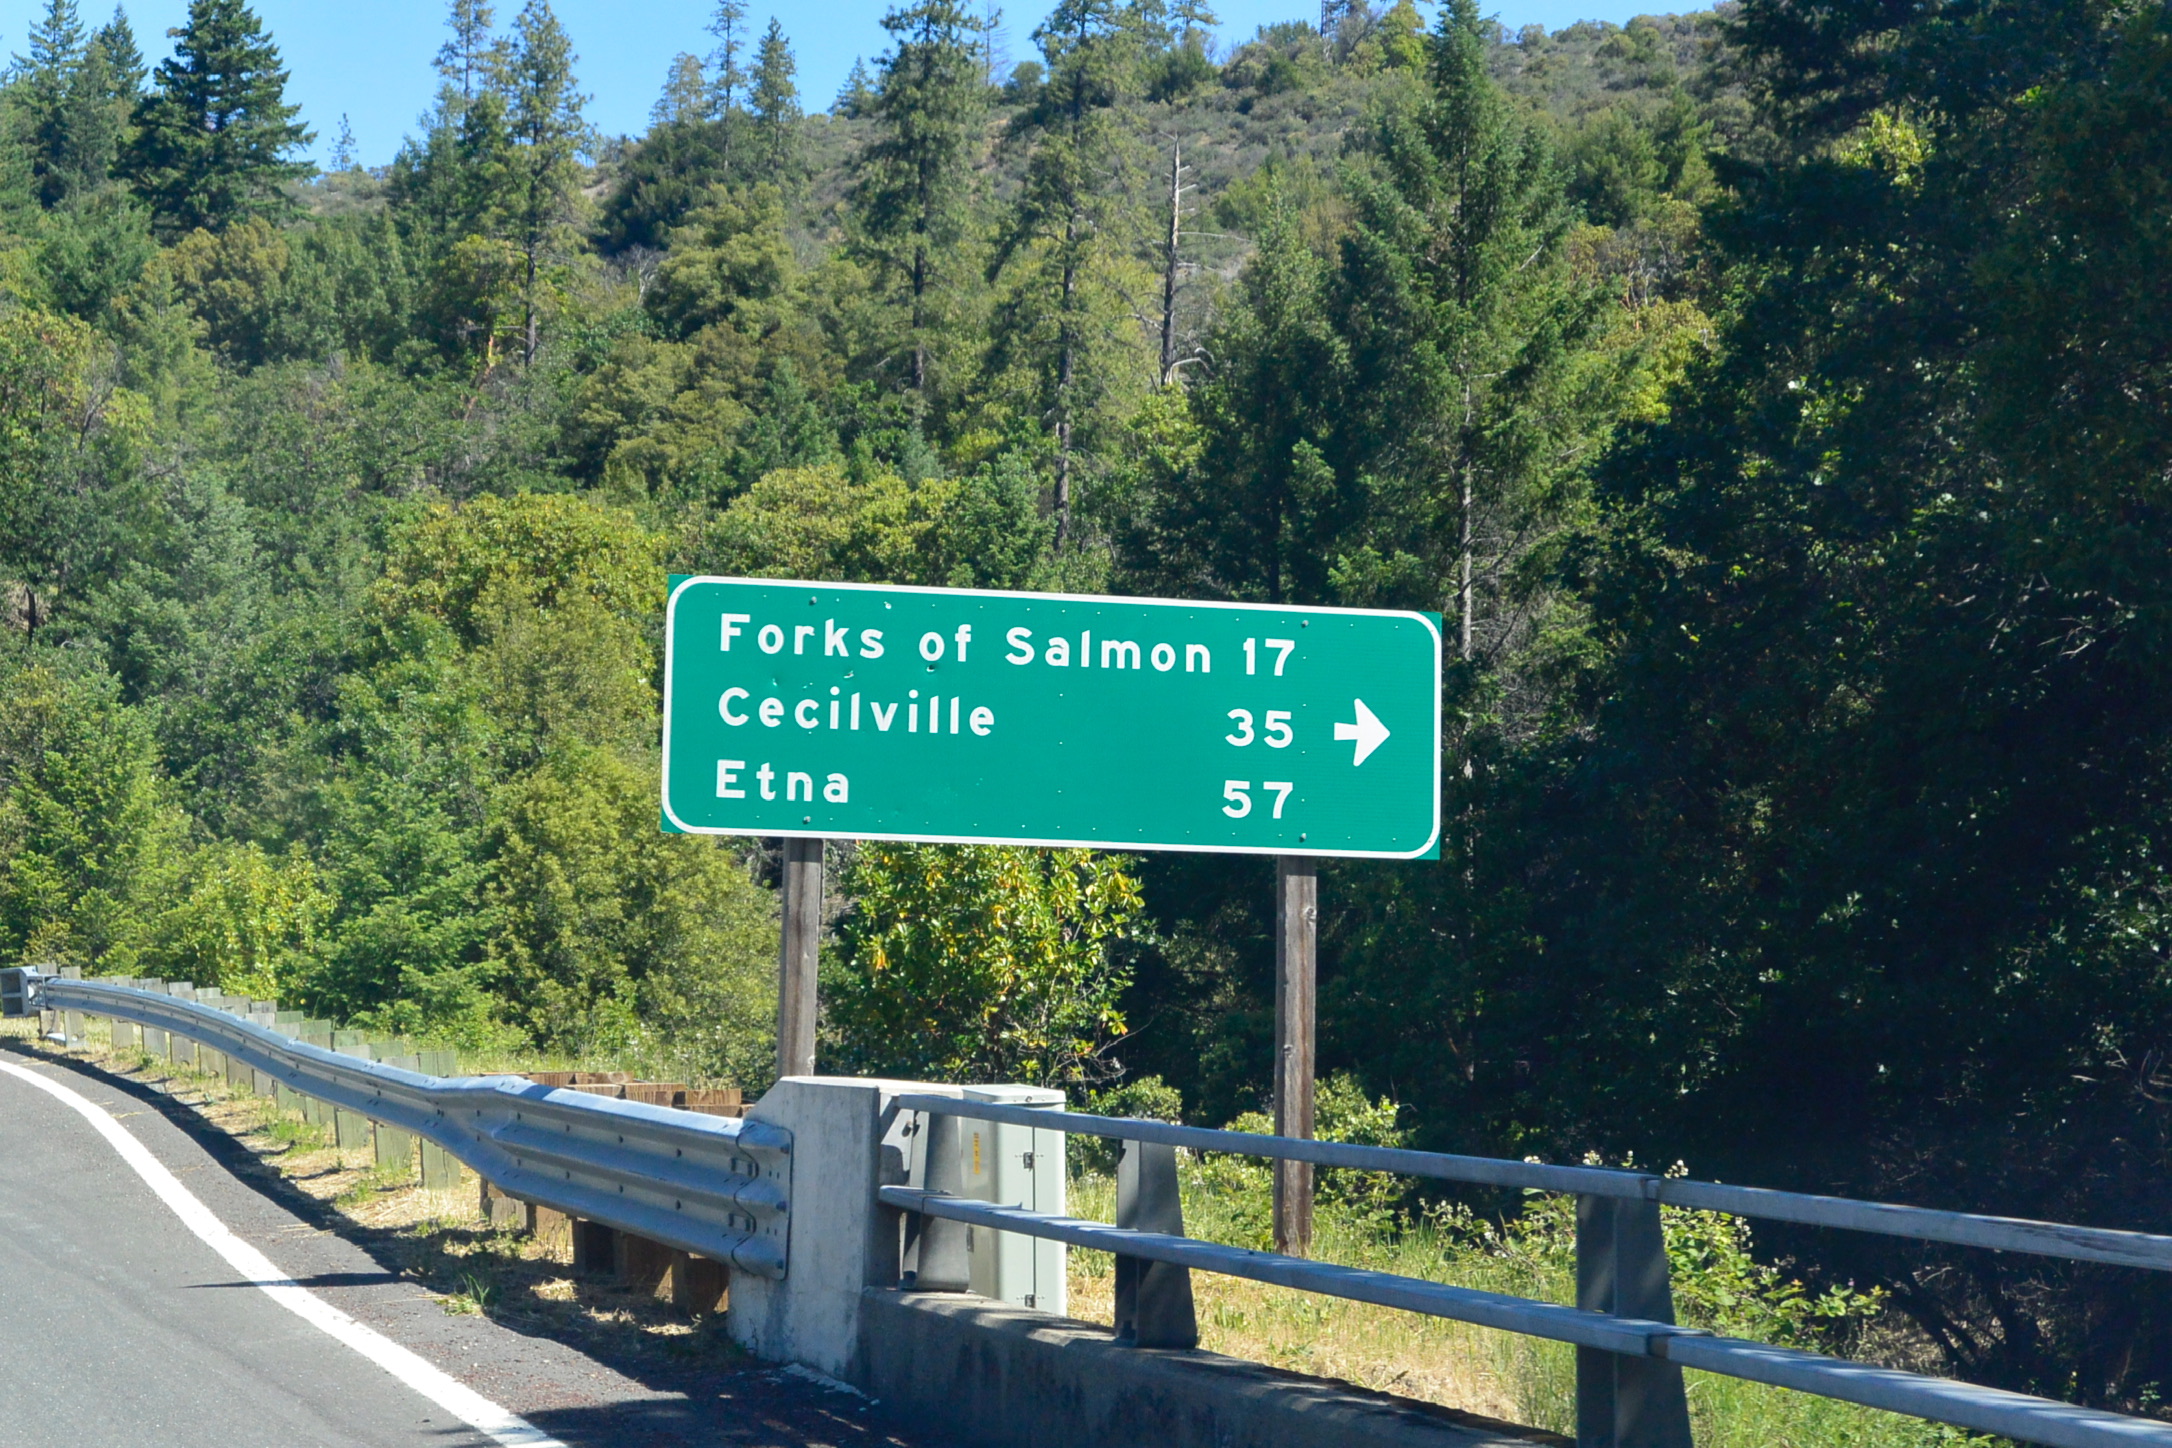 Forks of Salmon 17
Cecilville 35
Etna 57